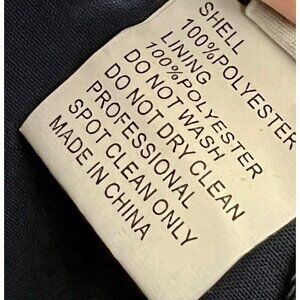 SHELL
100%POLYESTER
LINING
100%POLYESTER
DO NOT WASH
DO NOT DRY CLEAN
PROFESSIONAL
SPOT CLEAN ONLY
MADE IN CHINA